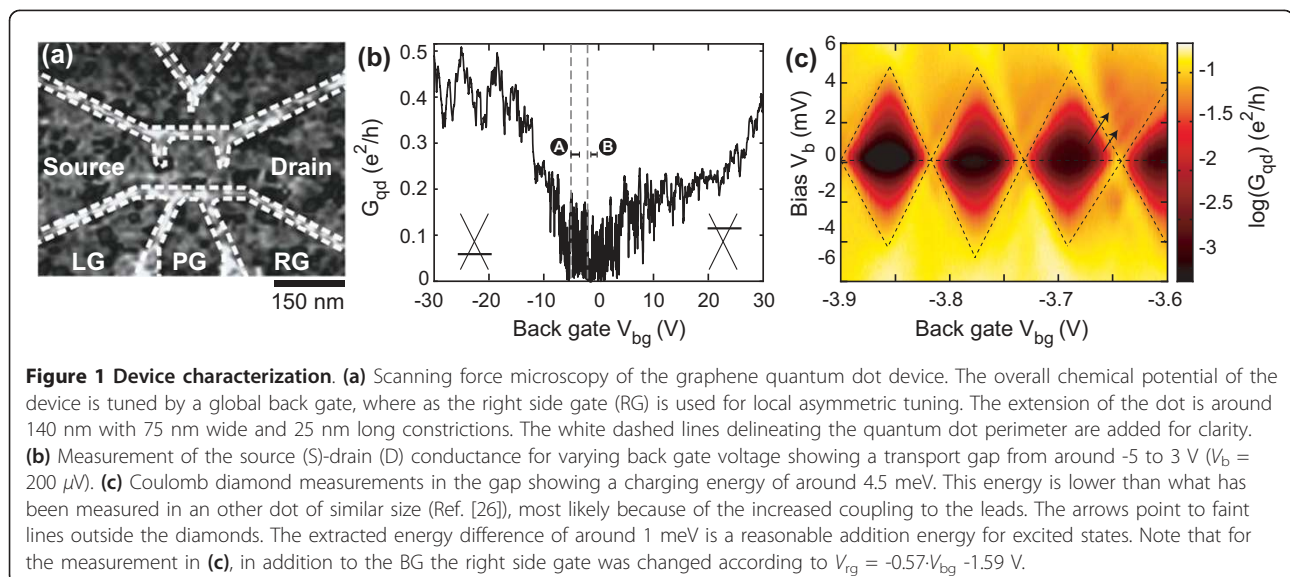 (a)
Source
Drain
LG
PG
RG
150 nm
(b)
0.5
0.4
0.3
0.2
0.1
0
G_qd (e²/h)
A
B
-30
-20
-10
0
10
20
30
Back gate V_bg (V)
(c)
6
4
2
0
-2
-4
-6
Bias V_b (mV)
-3.9
-3.8
-3.7
-3.6
Back gate V_bg (V)
-1
-1.5
-2
-2.5
-3
log(G_qd) (e²/h)
Figure 1 Device characterization. (a) Scanning force microscopy of the graphene quantum dot device. The overall chemical potential of the
device is tuned by a global back gate, where as the right side gate (RG) is used for local asymmetric tuning. The extension of the dot is around
140 nm with 75 nm wide and 25 nm long constrictions. The white dashed lines delineating the quantum dot perimeter are added for clarity.
(b) Measurement of the source (S)-drain (D) conductance for varying back gate voltage showing a transport gap from around -5 to 3 V (V_b =
200 μV). (c) Coulomb diamond measurements in the gap showing a charging energy of around 4.5 meV. This energy is lower than what has
been measured in an other dot of similar size (Ref. [26]), most likely because of the increased coupling to the leads. The arrows point to faint
lines outside the diamonds. The extracted energy difference of around 1 meV is a reasonable addition energy for excited states. Note that for
the measurement in (c), in addition to the BG the right side gate was changed according to V_rg = -0.57·V_bg -1.59 V.